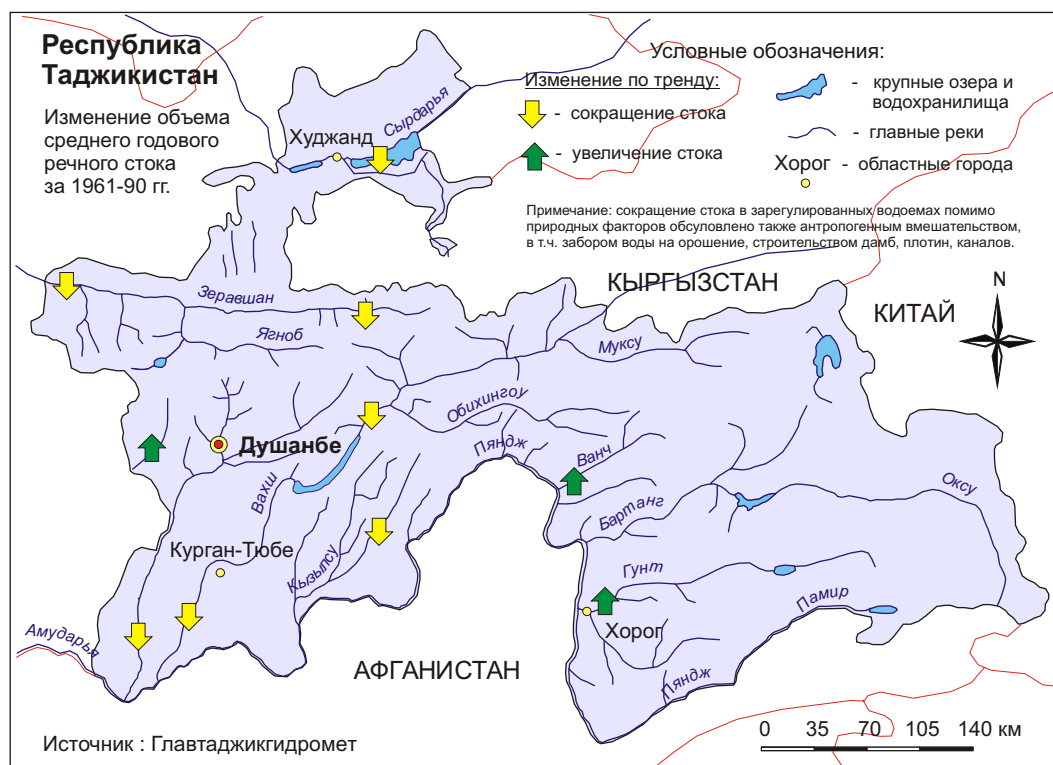 Республика
Таджикистан
Изменение объема
среднего годового
речного стока
за 1961-90 гг.
Условные обозначения:
Изменение по тренду:
- сокращение стока
- увеличение стока
- крупные озера и
водохранилища
- главные реки
Хорог - областные города
Примечание: сокращение стока в зарегулированных водоемах помимо
природных факторов обсуловлено также антропогенным вмешательством,
в т.ч. забором воды на орошение, строительством дамб, плотин, каналов.
Сырдарья
Худжанд
КЫРГЫЗСТАН
КИТАЙ
N
Зеравшан
Ягноб
Муксу
Обихингоу
Душанбе
Пяндж
Ванч
Вахш
Бартанг
Оксу
Курган-Тюбе
Кызылсу
Гунт
Памир
Хорог
Амударья
АФГАНИСТАН
Пяндж
Источник : Главтаджикгидромет
0 35 70 105 140 км